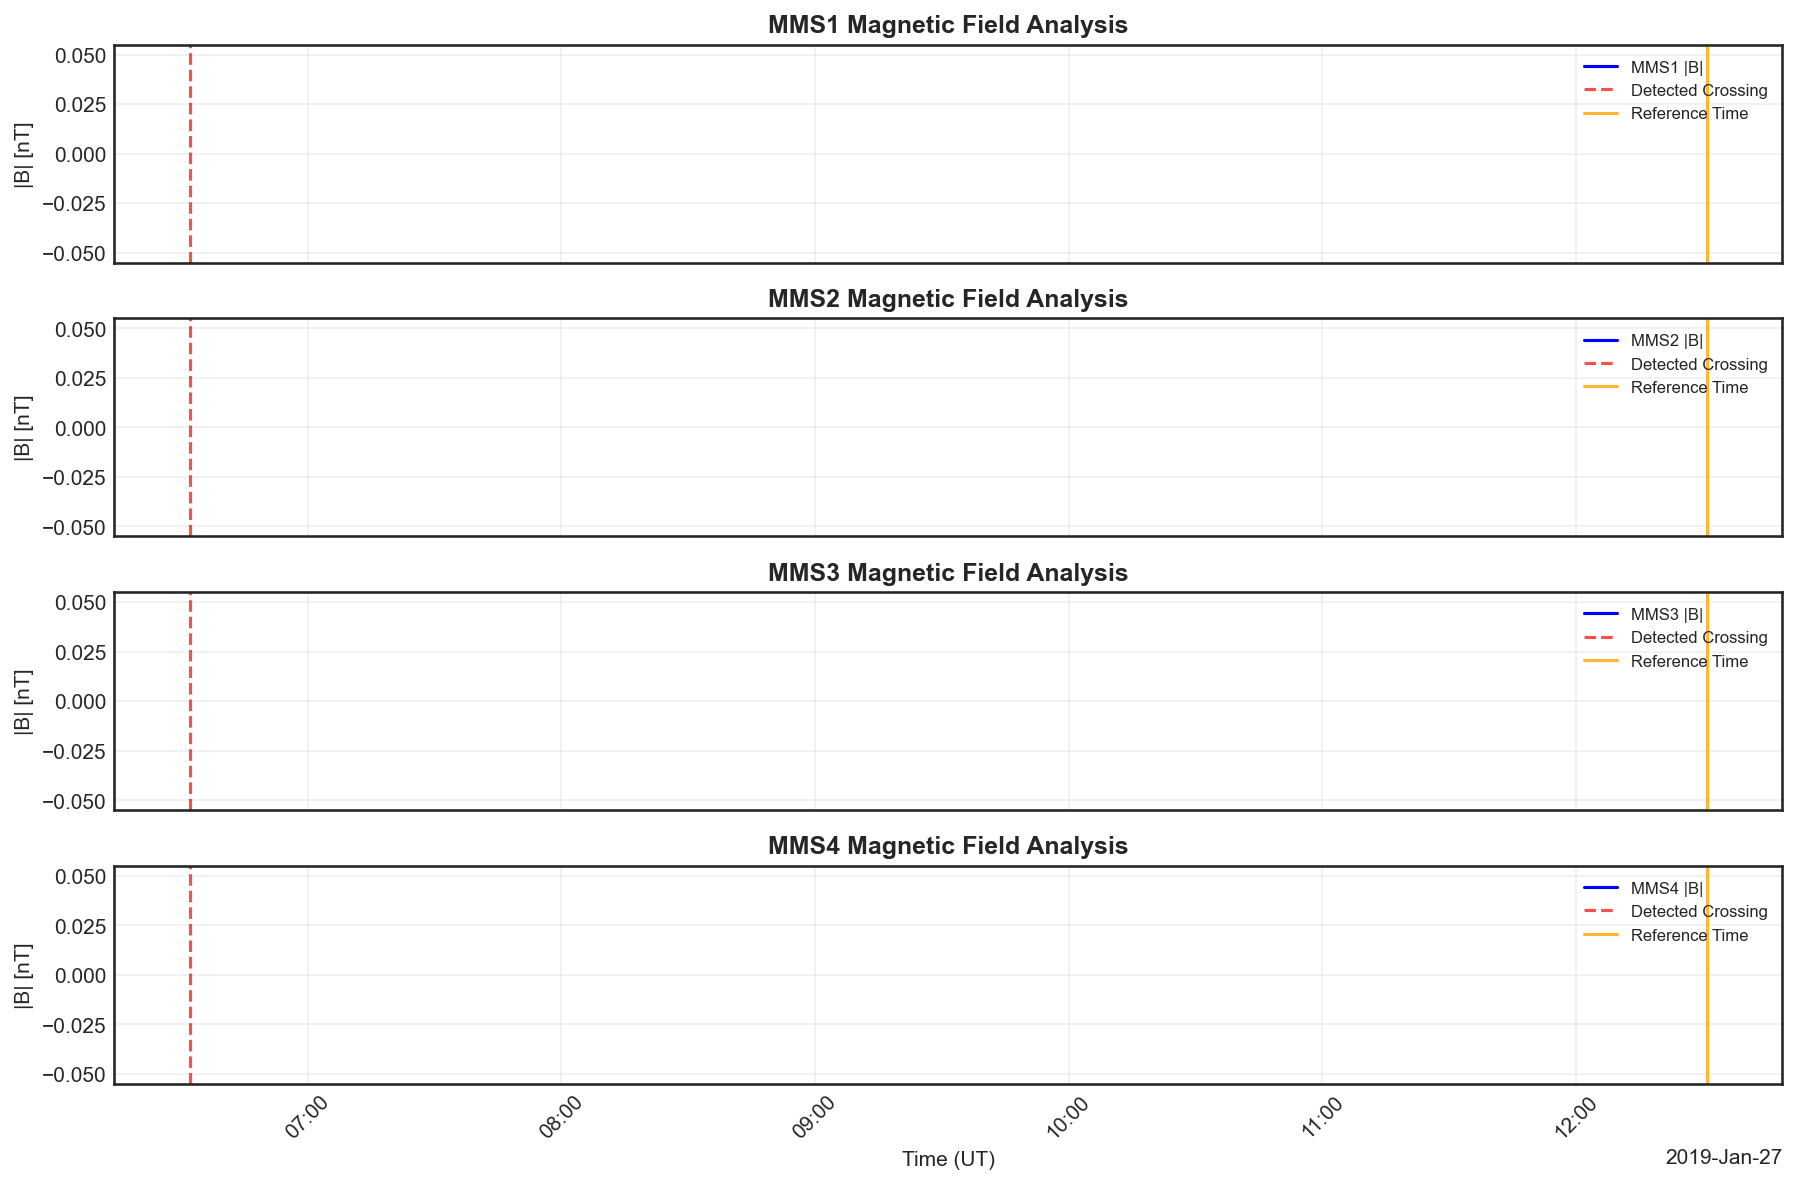 MMS1 Magnetic Field Analysis
0.050
0.025
0.000
−0.025
−0.050
|B| [nT]
MMS1 |B|
Detected Crossing
Reference Time
MMS2 Magnetic Field Analysis
0.050
0.025
0.000
−0.025
−0.050
|B| [nT]
MMS2 |B|
Detected Crossing
Reference Time
MMS3 Magnetic Field Analysis
0.050
0.025
0.000
−0.025
−0.050
|B| [nT]
MMS3 |B|
Detected Crossing
Reference Time
MMS4 Magnetic Field Analysis
0.050
0.025
0.000
−0.025
−0.050
|B| [nT]
MMS4 |B|
Detected Crossing
Reference Time
07:00 08:00 09:00 10:00 11:00 12:00
Time (UT)
2019-Jan-27